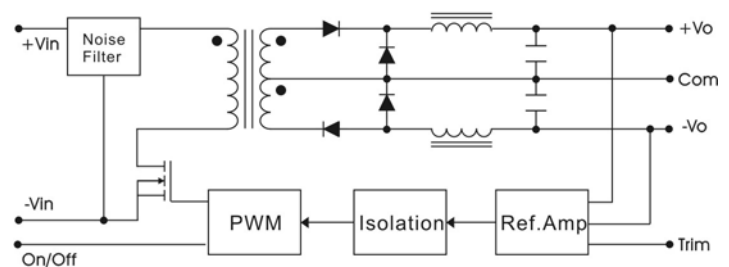 +Vin
Noise
Filter
+Vo
Com
-Vo
-Vin
PWM
Isolation
Ref.Amp
Trim
On/Off